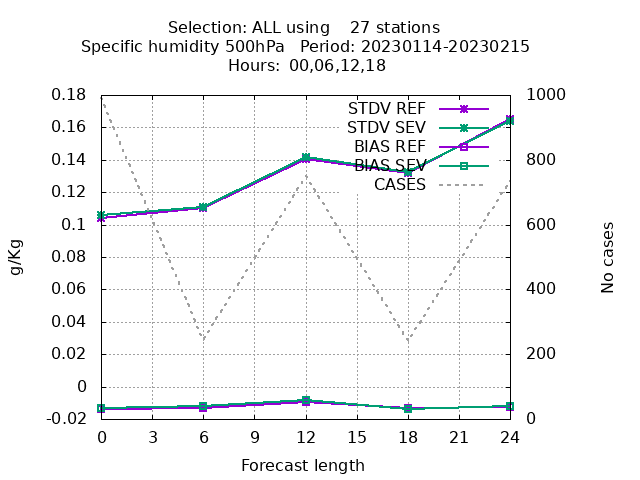 Selection: ALL using    27 stations
Specific humidity 500hPa   Period: 20230114-20230215
Hours: 00,06,12,18
STDV REF
STDV SEV
BIAS REF
BIAS SEV
CASES
0.18
0.16
0.14
0.12
0.1
0.08
0.06
0.04
0.02
0
-0.02
g/Kg
1000
800
600
400
200
0
No cases
0 3 6 9 12 15 18 21 24
Forecast length